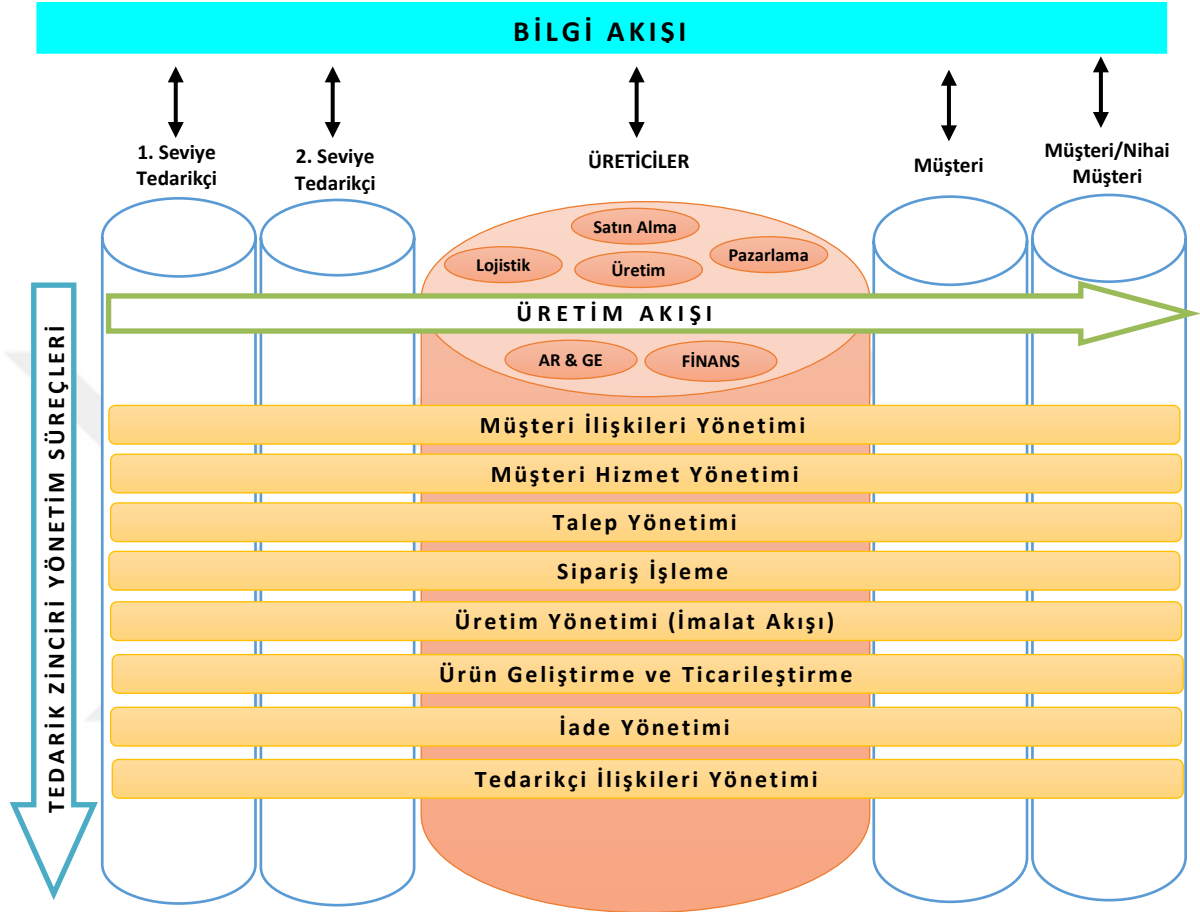 BİLGİ AKIŞI
1. Seviye
Tedarikçi
2. Seviye
Tedarikçi
ÜRETİCİLER
Müşteri
Müşteri/Nihai
Müşteri
Satın Alma
Lojistik
Üretim
Pazarlama
ÜRETİM AKIŞI
AR & GE
FİNANS
TEDARİK ZİNCİRİ YÖNETİM SÜREÇLERİ
Müşteri İlişkileri Yönetimi
Müşteri Hizmet Yönetimi
Talep Yönetimi
Sipariş İşleme
Üretim Yönetimi (İmalat Akışı)
Ürün Geliştirme ve Ticarileştirme
İade Yönetimi
Tedarikçi İlişkileri Yönetimi